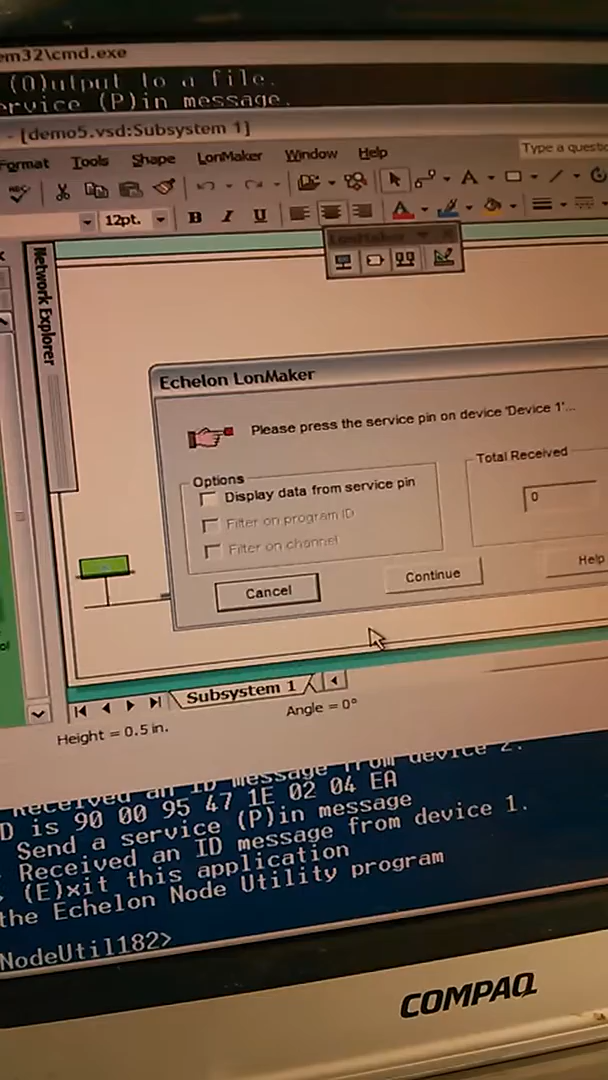 em32\cmd.exe
(O)utput to a file.
ervice (P)in message.
- [demo5.vsd:Subsystem 1]
Format Tools Shape LonMaker Window Help
Type a questio
12pt. B I U
LonMaker
Network Explorer
Echelon LonMaker
Please press the service pin on device 'Device 1'...
Options
Total Received
Display data from service pin
0
Filter on program ID
Filter on channel
Cancel Continue Help
Subsystem 1
Height = 0.5 in. Angle = 0°
Received an ID message from device 2.
D is 90 00 95 47 1E 02 04 EA
Send a service (P)in message
Received an ID message from device 1.
(E)xit this application
the Echelon Node Utility program
NodeUtil182>
COMPAQ